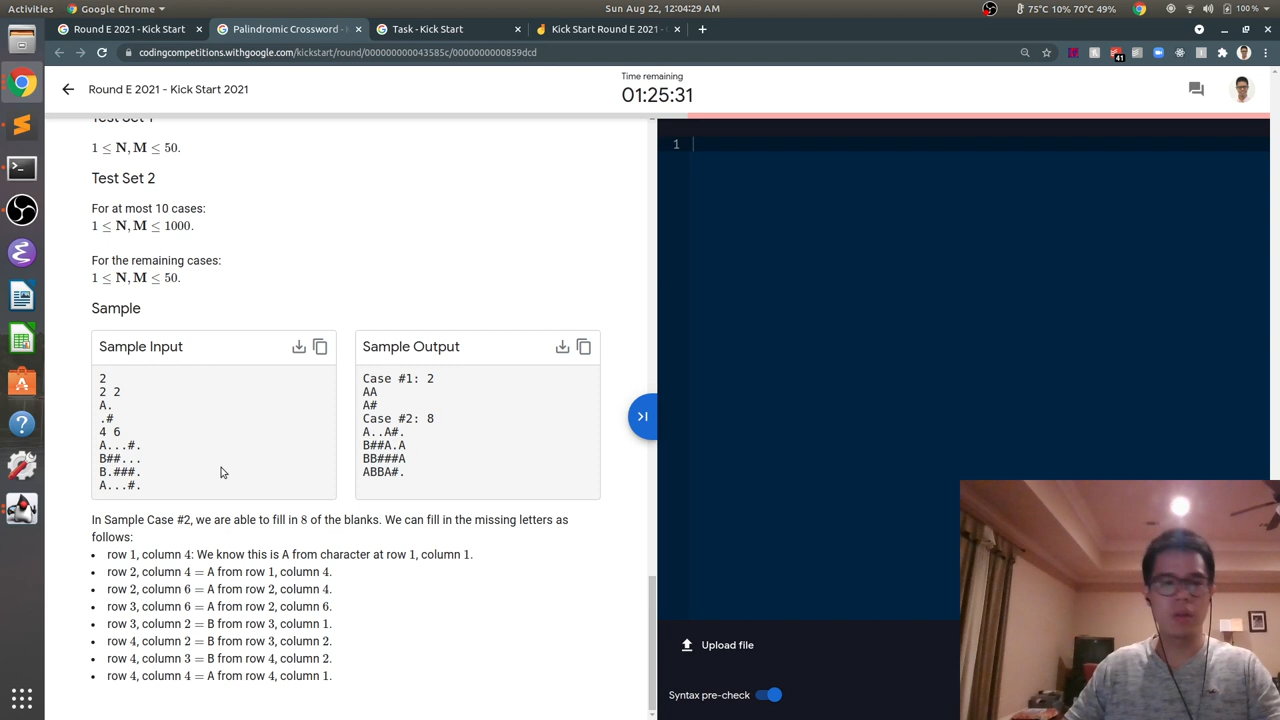 Activities Google Chrome Sun Aug 22, 12:04:29 AM 75°C 10% 70°C 49% 100 %
Round E 2021 - Kick Start Palindromic Crossword - Task - Kick Start Kick Start Round E 2021 -
codingcompetitions.withgoogle.com/kickstart/round/000000000043585c/0000000000859dcd 41
Round E 2021 - Kick Start 2021
Time remaining
01:25:31
Test Set 1
1 ≤ N, M ≤ 50.
Test Set 2
For at most 10 cases:
1 ≤ N, M ≤ 1000.
For the remaining cases:
1 ≤ N, M ≤ 50.
Sample
Sample Input
2
2 2
A.
.#
4 6
A...#.
B##...
B.###.
A...#.
Sample Output
Case #1: 2
AA
A#
Case #2: 8
A..A#.
B##A.A
BB###A
ABBA#.
In Sample Case #2, we are able to fill in 8 of the blanks. We can fill in the missing letters as
follows:
• row 1, column 4: We know this is A from character at row 1, column 1.
• row 2, column 4 = A from row 1, column 4.
• row 2, column 6 = A from row 2, column 4.
• row 3, column 6 = A from row 2, column 6.
• row 3, column 2 = B from row 3, column 1.
• row 4, column 2 = B from row 3, column 2.
• row 4, column 3 = B from row 4, column 2.
• row 4, column 4 = A from row 4, column 1.
1
Upload file
Syntax pre-check